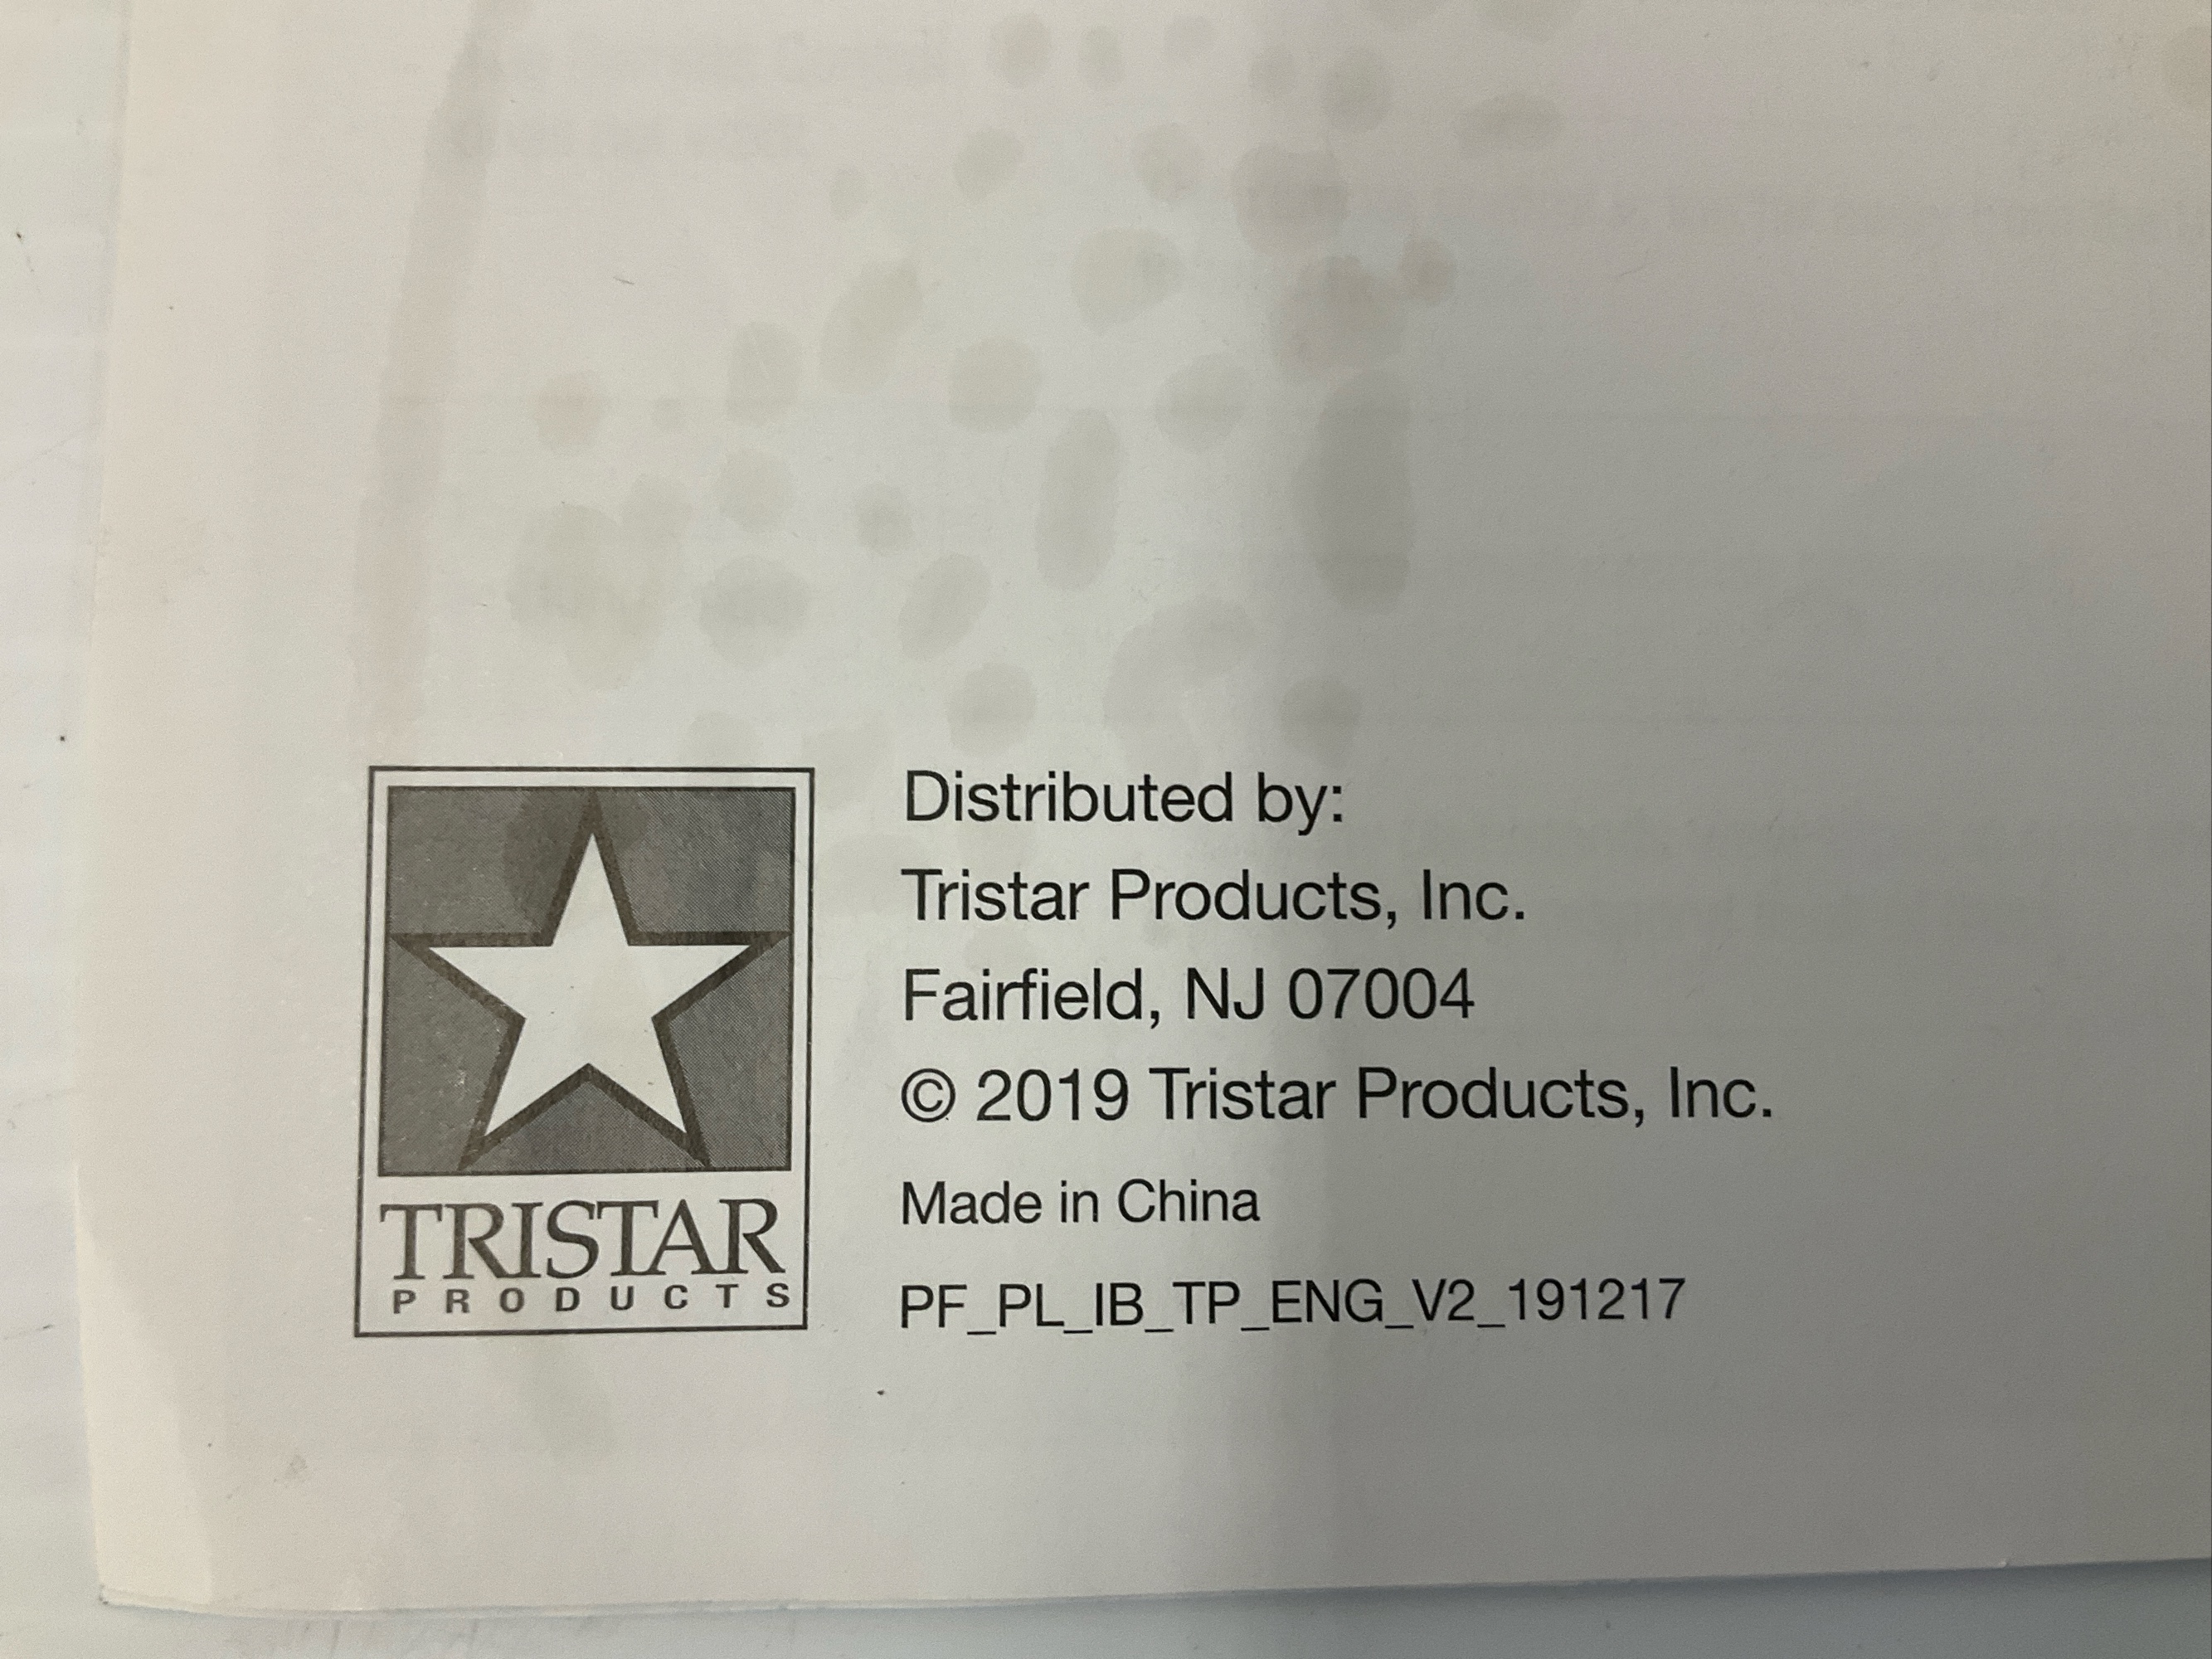 TRISTAR
PRODUCTS
Distributed by:
Tristar Products, Inc.
Fairfield, NJ 07004
© 2019 Tristar Products, Inc.
Made in China
PF_PL_IB_TP_ENG_V2_191217